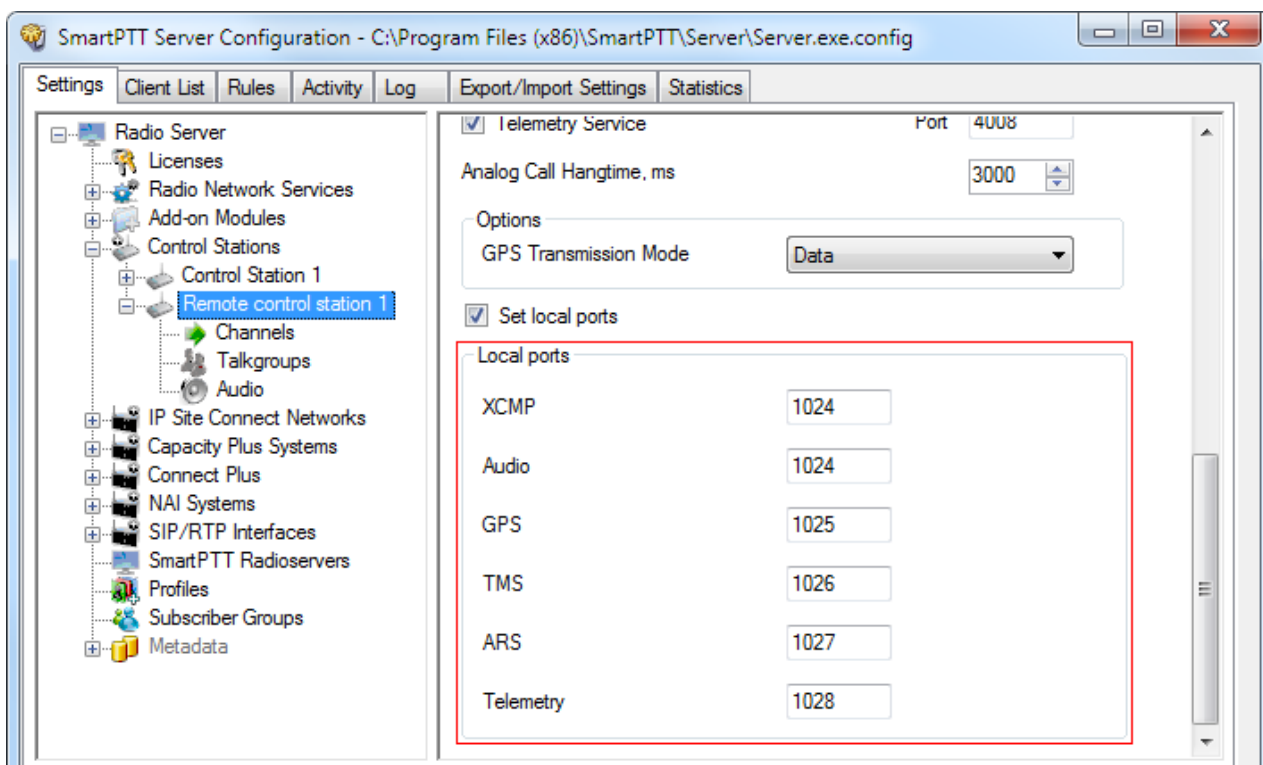 SmartPTT Server Configuration - C:\Program Files (x86)\SmartPTT\Server\Server.exe.config
Settings Client List Rules Activity Log Export/Import Settings Statistics
Radio Server
Licenses
Radio Network Services
Add-on Modules
Control Stations
Control Station 1
Remote control station 1
Channels
Talkgroups
Audio
IP Site Connect Networks
Capacity Plus Systems
Connect Plus
NAI Systems
SIP/RTP Interfaces
SmartPTT Radioservers
Profiles
Subscriber Groups
Metadata
Telemetry Service Port 4008
Analog Call Hangtime, ms 3000
Options
GPS Transmission Mode Data
Set local ports
Local ports
XCMP 1024
Audio 1024
GPS 1025
TMS 1026
ARS 1027
Telemetry 1028